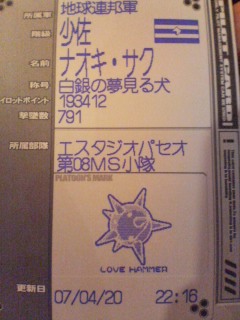 所属軍 地球連邦軍
階級 少佐
名前 ナオキ・サク
称号 白銀の夢見る犬
イロットポイント 193412
撃墜数 791
所属部隊 エスタジオパセオ
第08MS小隊
PLATOON'S MARK
LOVE HAMMER
更新日 07/04/20 22:16
PILOT CARD